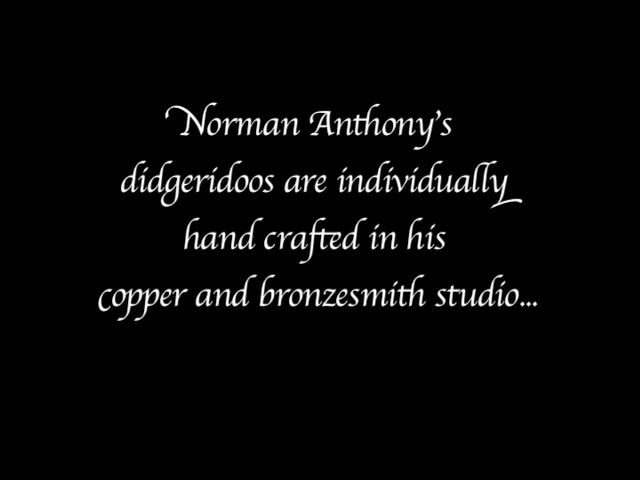 Norman Anthony's
didgeridoos are individually
hand crafted in his
copper and bronzesmith studio...